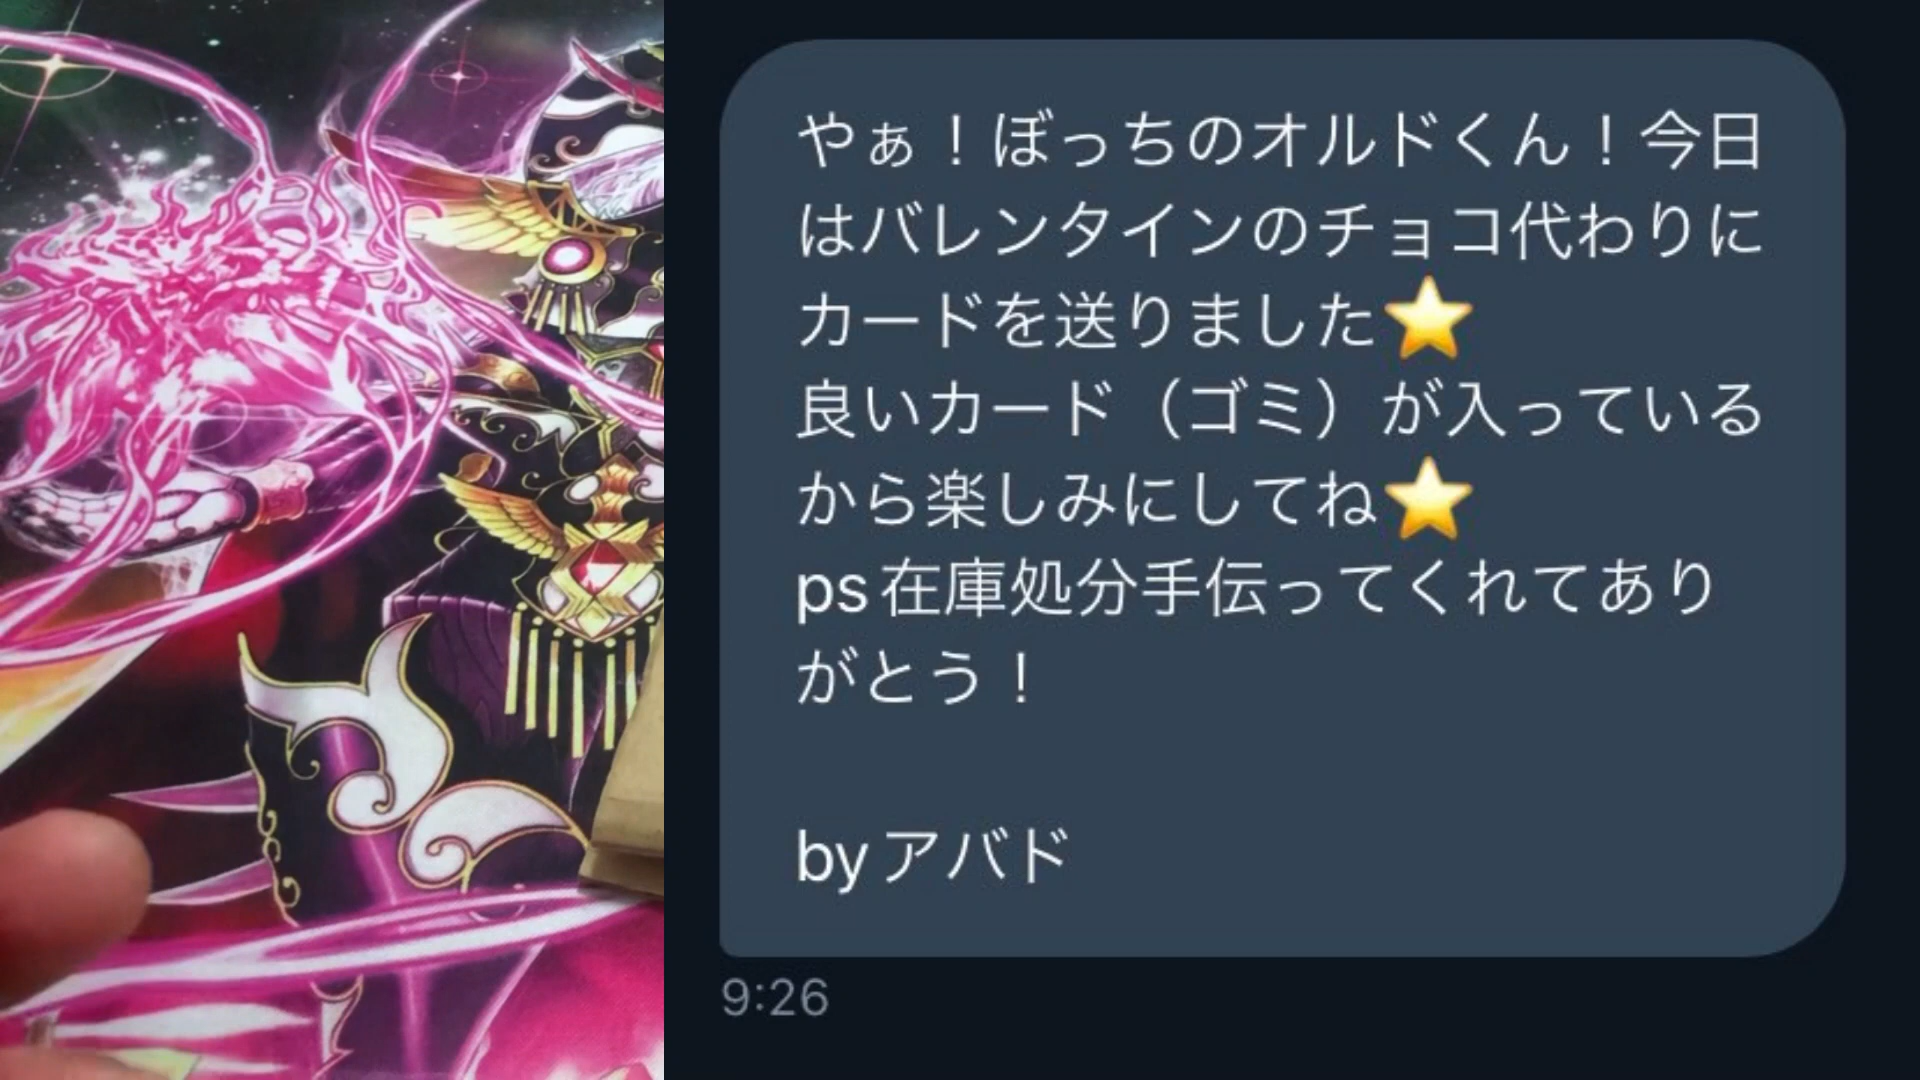 やぁ！ぼっちのオルドくん！今日
はバレンタインのチョコ代わりに
カードを送りました⭐
良いカード（ゴミ）が入っている
から楽しみにしてね⭐
ps在庫処分手伝ってくれてあり
がとう！
byアバド
9:26